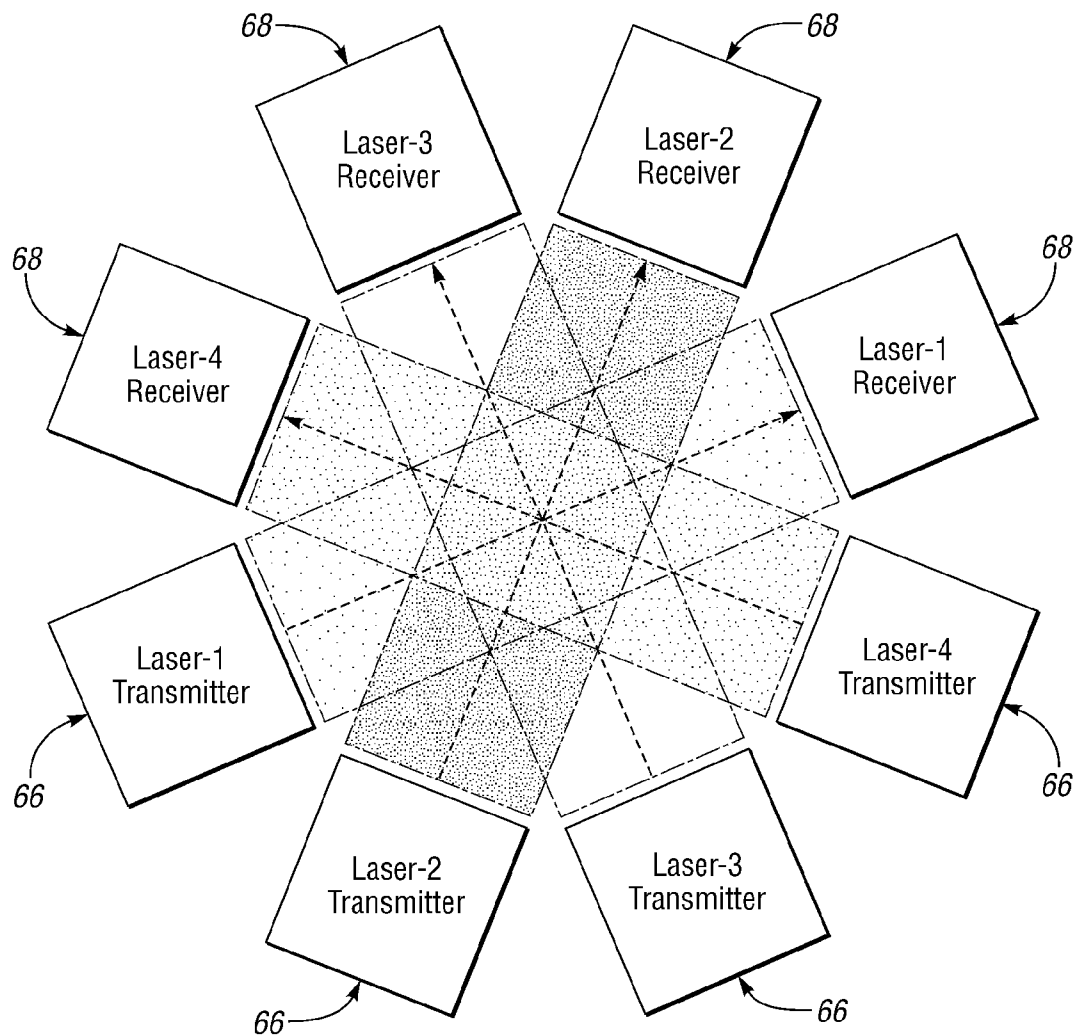 68
68
Laser-3
Receiver
Laser-2
Receiver
68
68
Laser-4
Receiver
Laser-1
Receiver
Laser-1
Transmitter
Laser-4
Transmitter
66
66
Laser-2
Transmitter
Laser-3
Transmitter
66
66